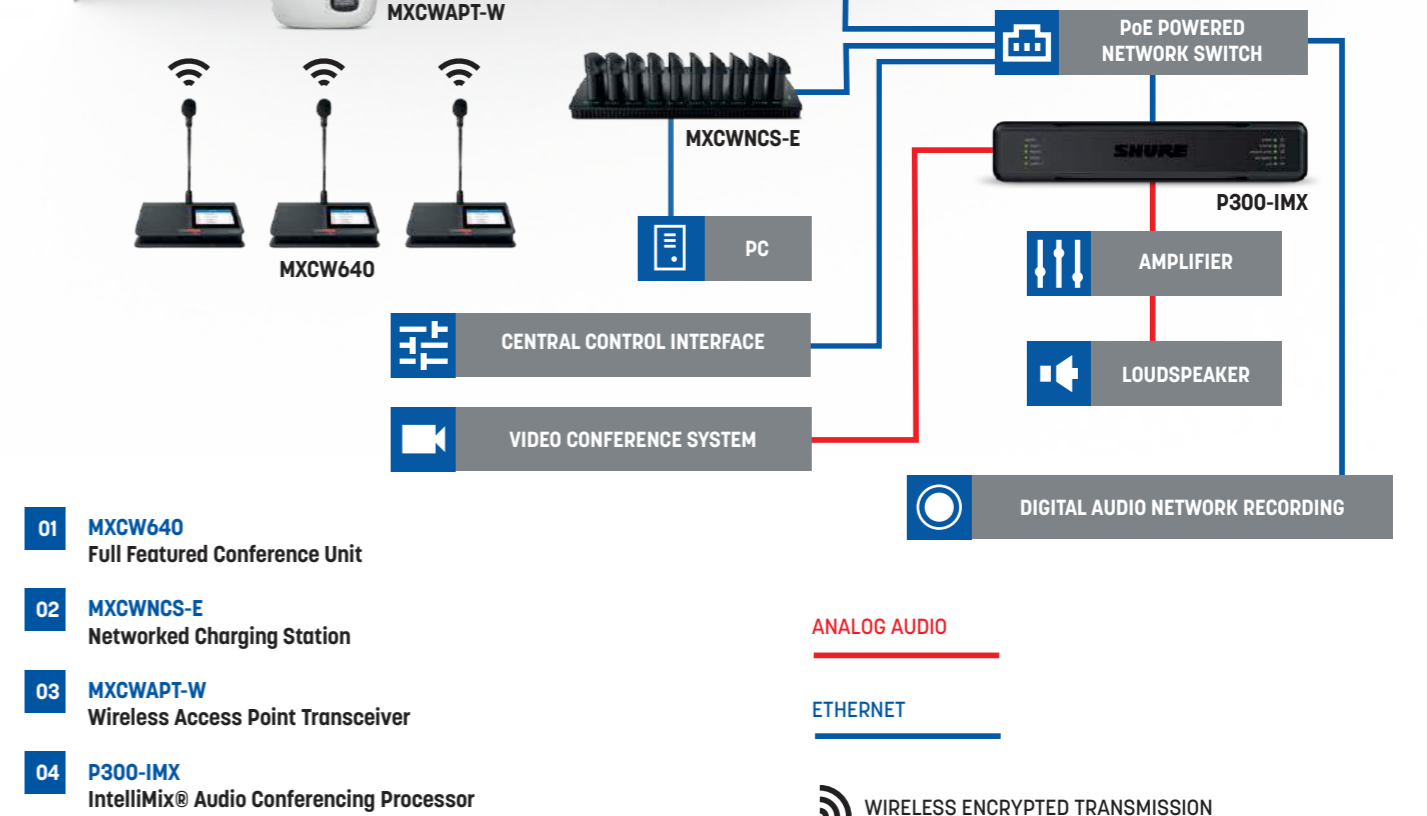 MXCWAPT-W
PoE POWERED
NETWORK SWITCH
MXCWNCS-E
SHURE
P300-IMX
MXCW640
PC
AMPLIFIER
CENTRAL CONTROL INTERFACE
LOUDSPEAKER
VIDEO CONFERENCE SYSTEM
DIGITAL AUDIO NETWORK RECORDING
01
MXCW640
Full Featured Conference Unit
02
MXCWNCS-E
Networked Charging Station
03
MXCWAPT-W
Wireless Access Point Transceiver
04
P300-IMX
IntelliMix® Audio Conferencing Processor
ANALOG AUDIO
ETHERNET
WIRELESS ENCRYPTED TRANSMISSION